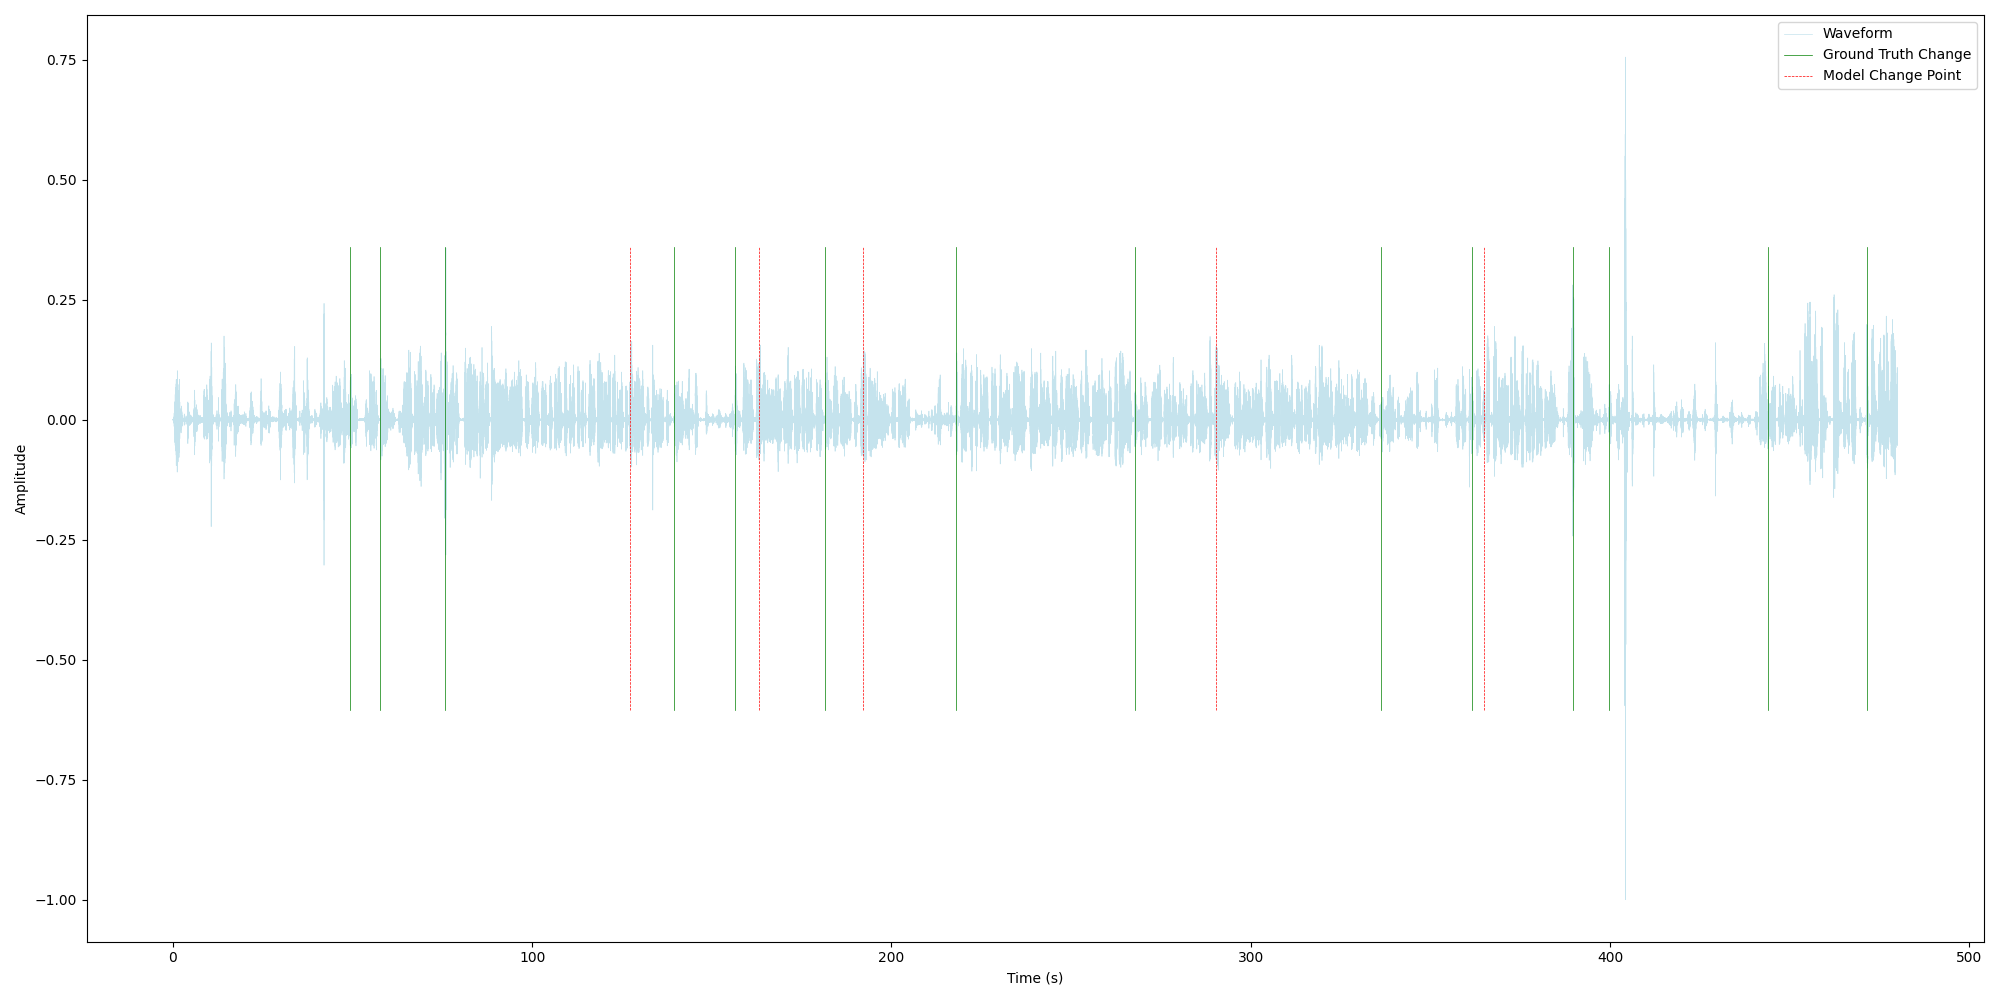 Waveform
Ground Truth Change
Model Change Point
0.75
0.50
0.25
0.00
−0.25
−0.50
−0.75
−1.00
Amplitude
0 100 200 300 400 500
Time (s)